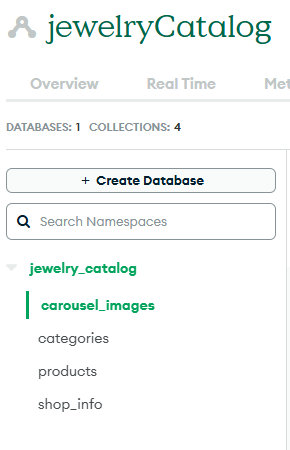 jewelryCatalog
Overview Real Time Met
DATABASES: 1 COLLECTIONS: 4
+ Create Database
Search Namespaces
jewelry_catalog
carousel_images
categories
products
shop_info